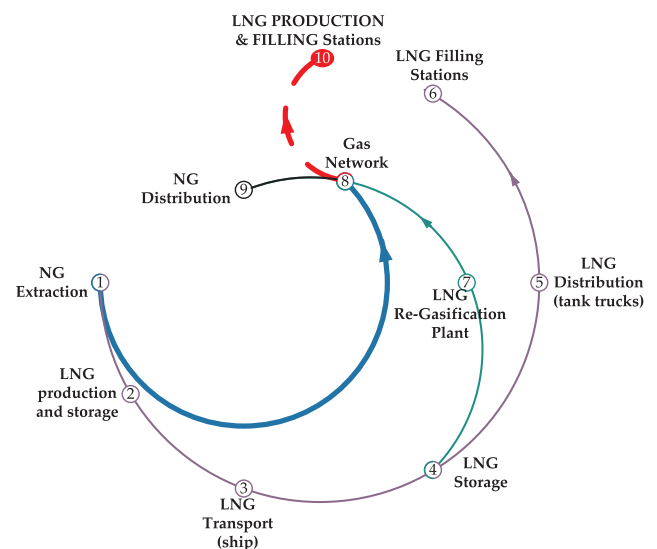 LNG PRODUCTION
& FILLING Stations
10
LNG Filling
Stations
6
Gas
Network
8
NG
Distribution
9
NG
Extraction
1
LNG
Re-Gasification
Plant
7
LNG
Distribution
(tank trucks)
5
LNG
production
and storage
2
LNG
Storage
4
3
LNG
Transport
(ship)